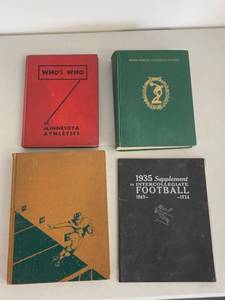 WHO'S WHO
IN
MINNESOTA
ATHLETICS
1935 Supplement
to INTERCOLLEGIATE
FOOTBALL
1869- -1934